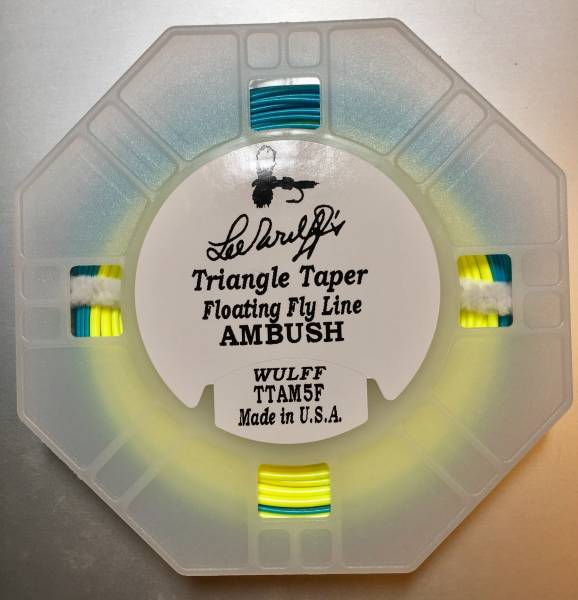 Lee Wulff's
Triangle Taper
Floating Fly Line
AMBUSH
WULFF
TTAM5F
Made in U.S.A.